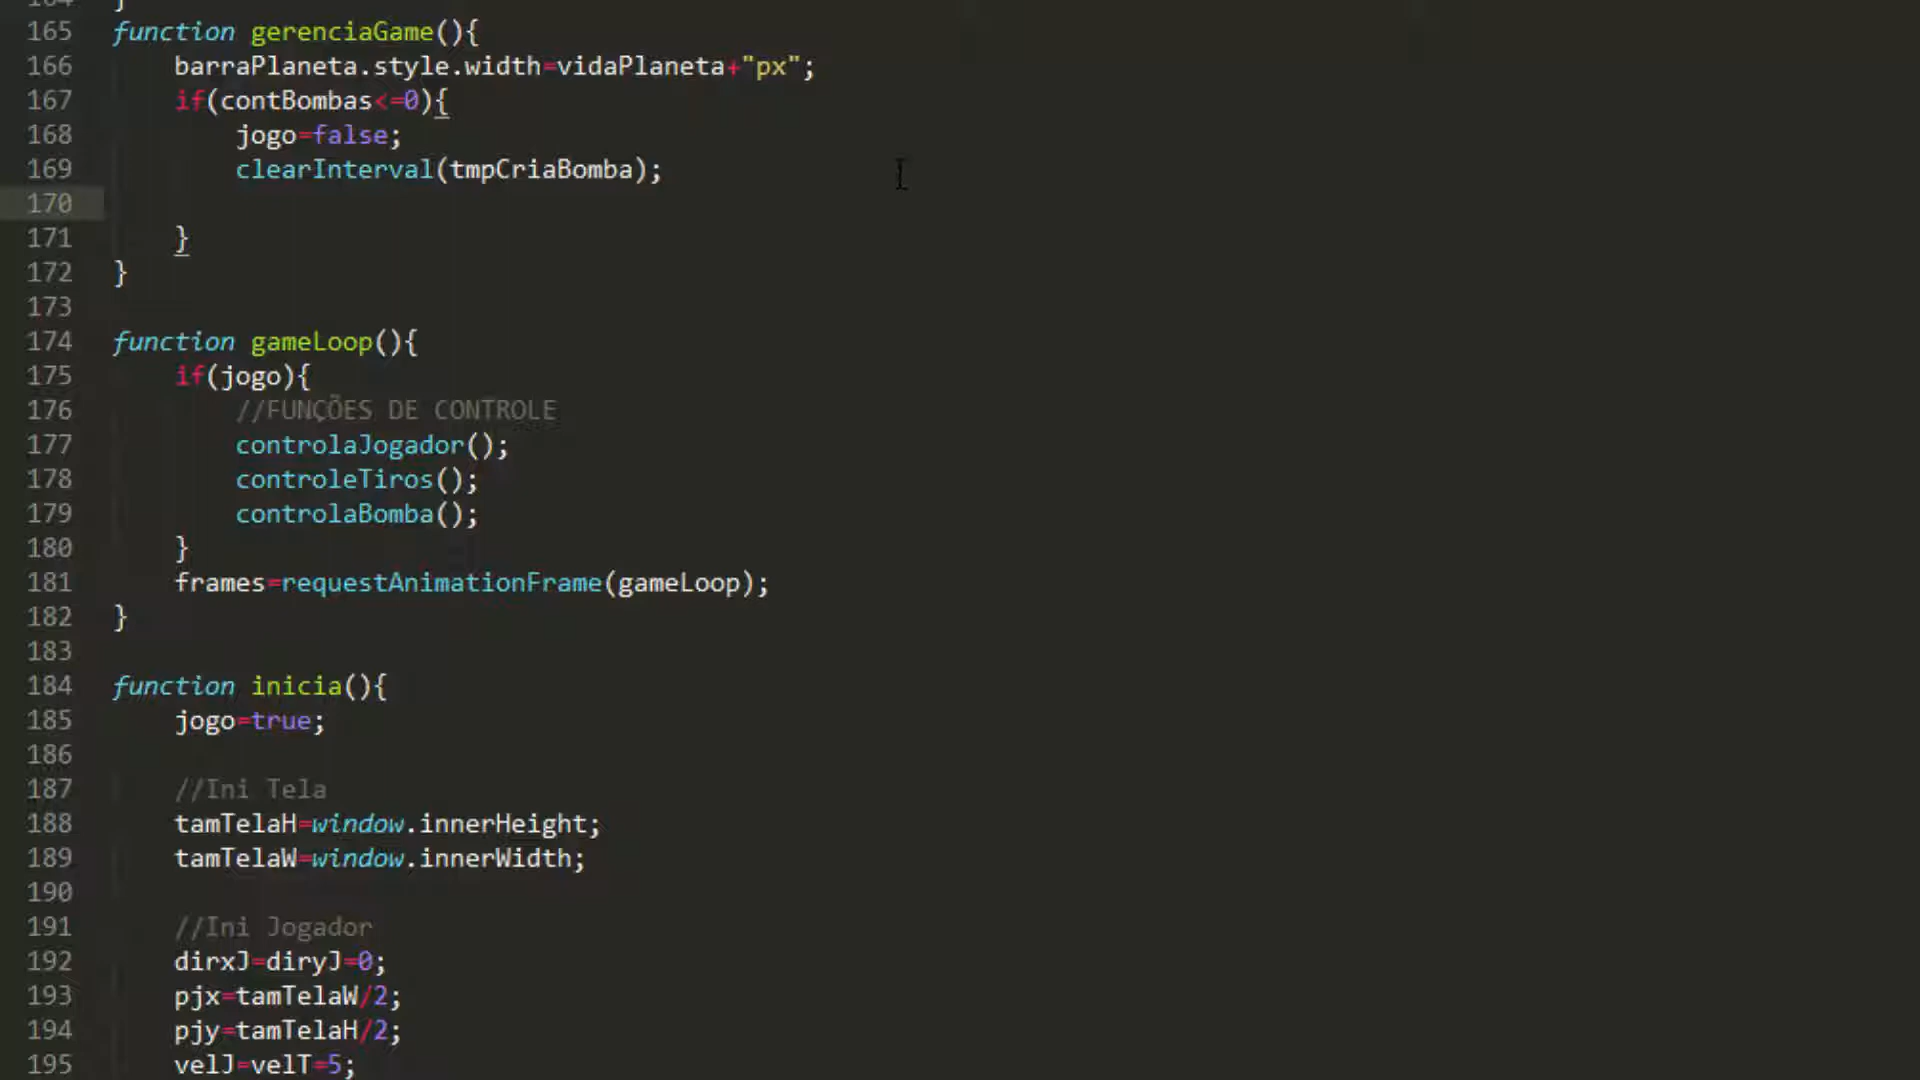 164 }
165 function gerenciaGame(){
166 barraPlaneta.style.width=vidaPlaneta+"px";
167 if(contBombas<=0){
168 jogo=false;
169 clearInterval(tmpCriaBomba);
170
171 }
172 }
173
174 function gameLoop(){
175 if(jogo){
176 //FUNÇÕES DE CONTROLE
177 controlaJogador();
178 controleTiros();
179 controlaBomba();
180 }
181 frames=requestAnimationFrame(gameLoop);
182 }
183
184 function inicia(){
185 jogo=true;
186
187 //Ini Tela
188 tamTelaH=window.innerHeight;
189 tamTelaW=window.innerWidth;
190
191 //Ini Jogador
192 dirxJ=diryJ=0;
193 pjx=tamTelaW/2;
194 pjy=tamTelaH/2;
195 velJ=velT=5;